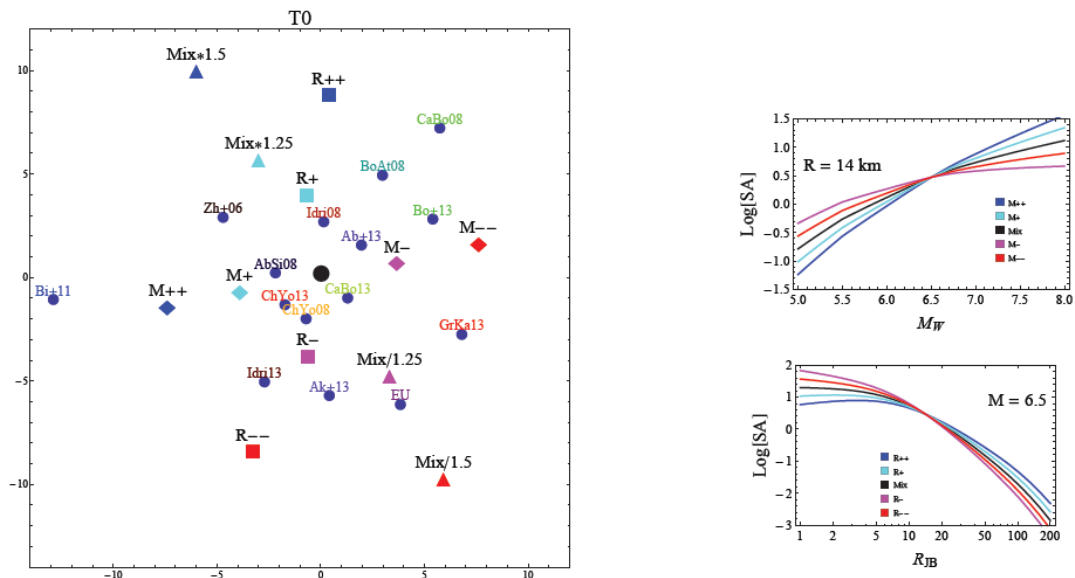 T0
Mix*1.5
R++
CaBo08
Mix*1.25
BoAt08
R+
Zh+06
Idri08
Bo+13
Ab+13
M−−
M−
AbSi08
M+
Bi+11
M++
ChYo13
CaBo13
ChYo08
GrKa13
R−
Mix/1.25
Idri13
Ak+13
EU
R−−
Mix/1.5
10
5
0
−5
−10
−10 −5 0 5 10
R = 14 km
Log[SA]
1.5
1.0
0.5
0.0
−0.5
−1.0
−1.5
M++
M+
Mix
M−
M−−
5.0 5.5 6.0 6.5 7.0 7.5 8.0
M_W
M = 6.5
Log[SA]
2
1
0
−1
−2
−3
R++
R+
Mix
R−
R−−
1 2 5 10 20 50 100 200
R_JB